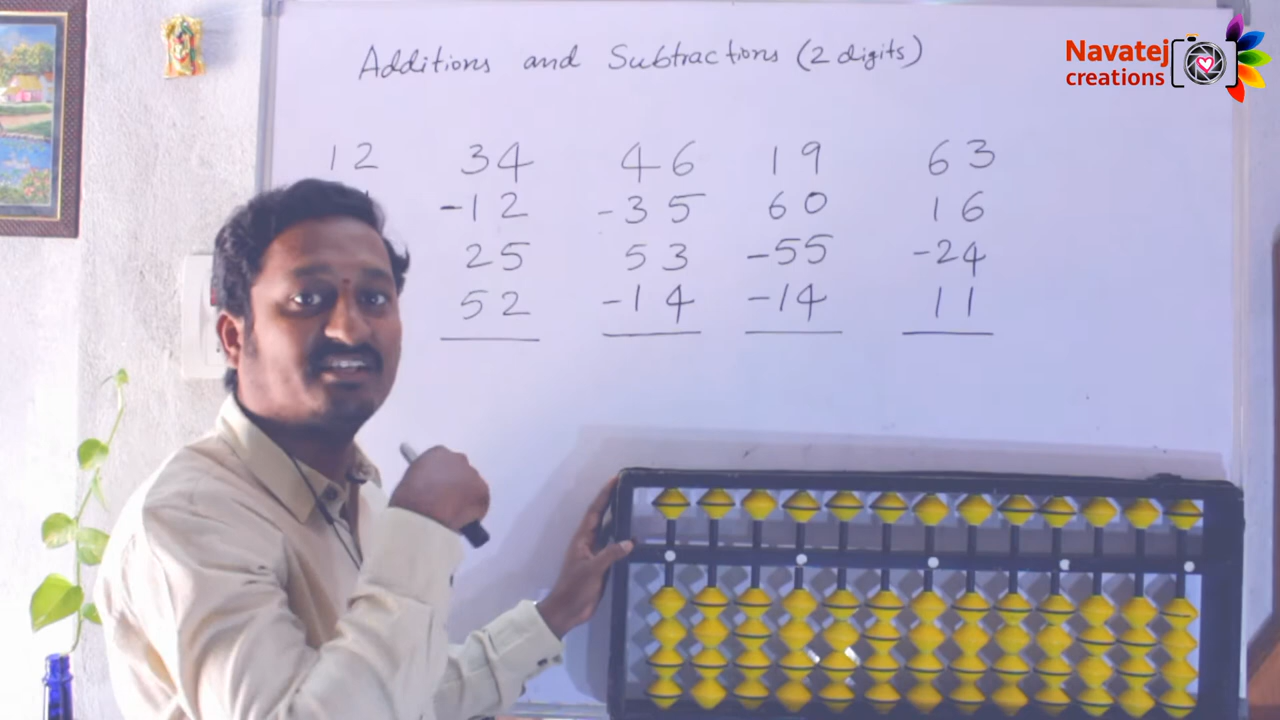 Additions and Subtractions (2 digits)
Navatej
creations
12 34 46 19 63
-12 -35 60 16
25 53 -55 -24
52 -14 -14 11